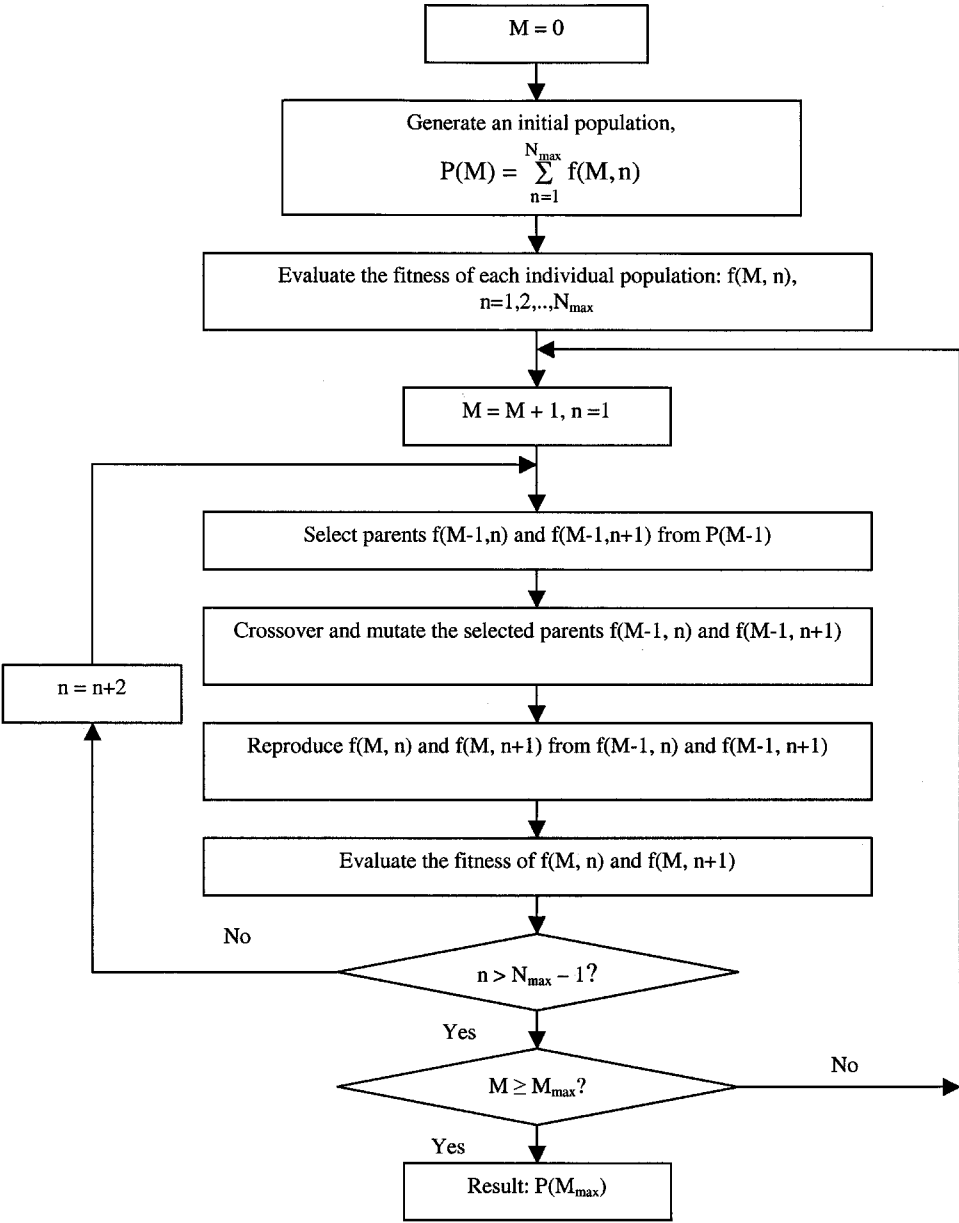 M = 0
Generate an initial population,
P(M) = Σ f(M, n)
N_max
n=1
Evaluate the fitness of each individual population: f(M, n),
n=1,2,..,N_max
M = M + 1, n =1
Select parents f(M-1,n) and f(M-1,n+1) from P(M-1)
Crossover and mutate the selected parents f(M-1, n) and f(M-1, n+1)
n = n+2
Reproduce f(M, n) and f(M, n+1) from f(M-1, n) and f(M-1, n+1)
Evaluate the fitness of f(M, n) and f(M, n+1)
No
n > N_max – 1?
Yes
M ≥ M_max?
No
Yes
Result: P(M_max)